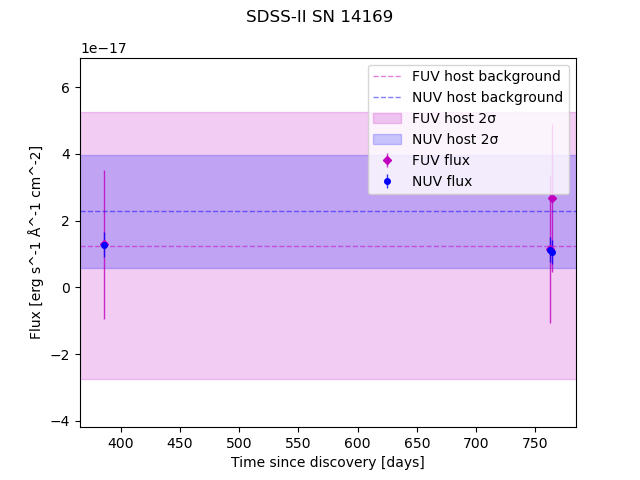 SDSS-II SN 14169
1e−17
FUV host background
NUV host background
FUV host 2σ
NUV host 2σ
FUV flux
NUV flux
6
4
2
0
−2
−4
Flux [erg s^-1 Å^-1 cm^-2]
400
450
500
550
600
650
700
750
Time since discovery [days]